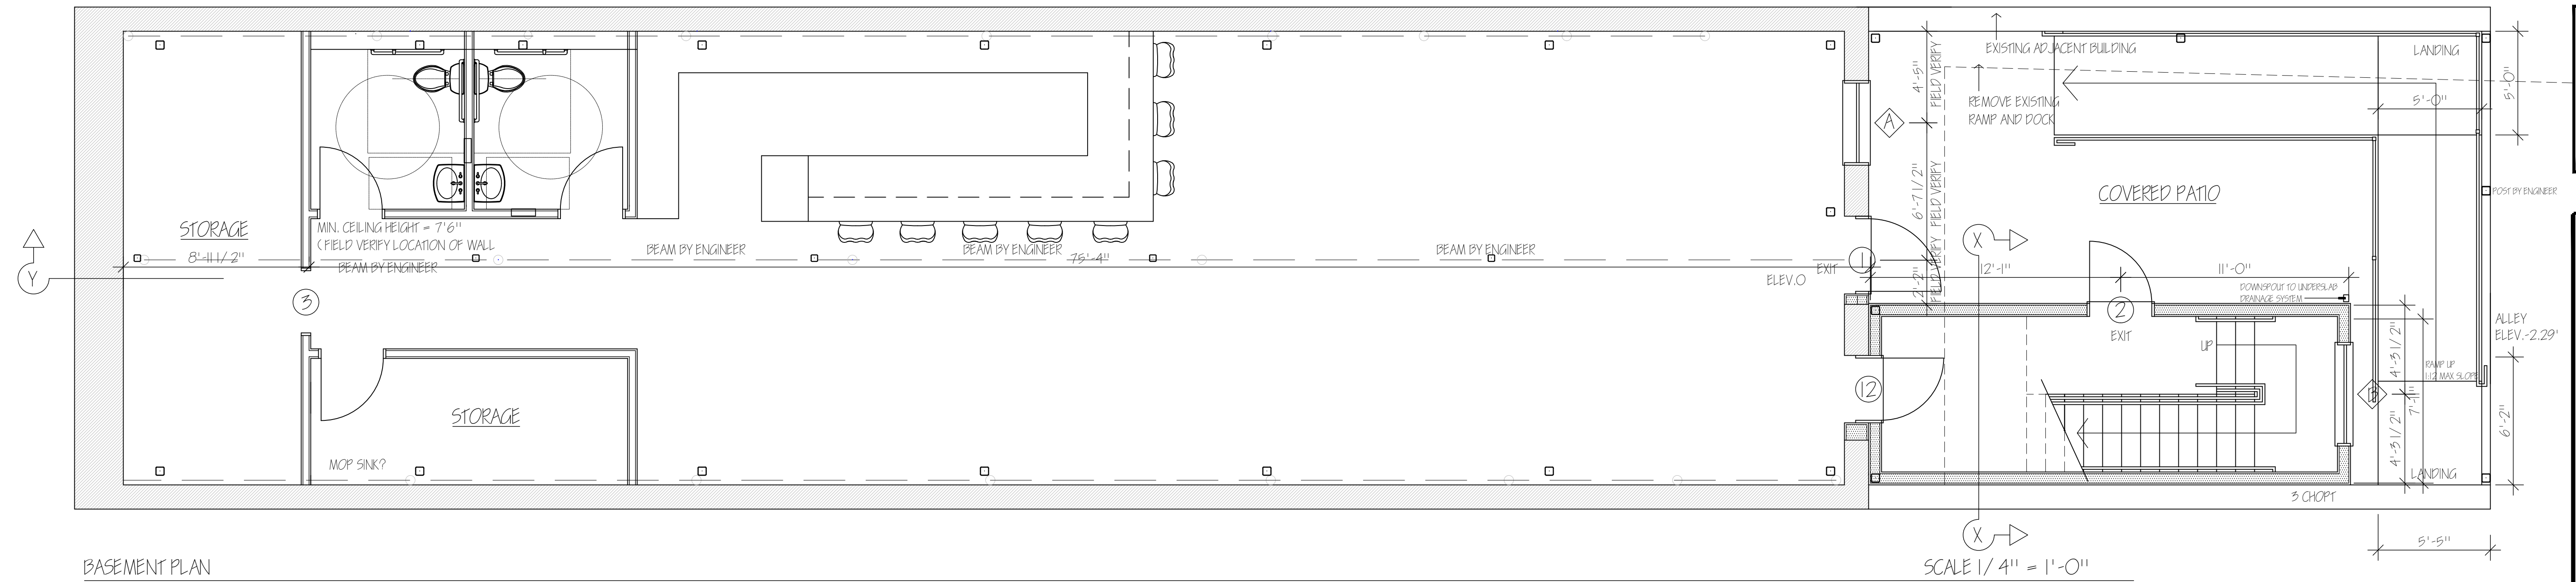 EXISTING ADJACENT BUILDING
LANDING
4'-5"
FIELD VERIFY
5'-0"
5'-0"
REMOVE EXISTING
RAMP AND DOCK
A
6'-7 1/2"
FIELD VERIFY
COVERED PATIO
POST BY ENGINEER
STORAGE
8'-11 1/2"
MIN. CEILING HEIGHT = 7'6"
( FIELD VERIFY LOCATION OF WALL
BEAM BY ENGINEER
BEAM BY ENGINEER
BEAM BY ENGINEER
75'-4"
BEAM BY ENGINEER
Y
X
1
EXIT
ELEV.O
2'-2"
FIELD VERIFY
12'-1"
11'-0"
DOWNSPOUT TO UNDERSLAB
DRAINAGE SYSTEM
3
2
EXIT
ALLEY
ELEV.-2.29'
UP
4'-3 1/2"
RAMP UP
1:12 MAX SLOPE
12
B
7'-11"
STORAGE
4'-3 1/2"
6'-2"
MOP SINK?
LANDING
3 CHOPT
X
5'-5"
BASEMENT PLAN
SCALE 1/4" = 1'-0"